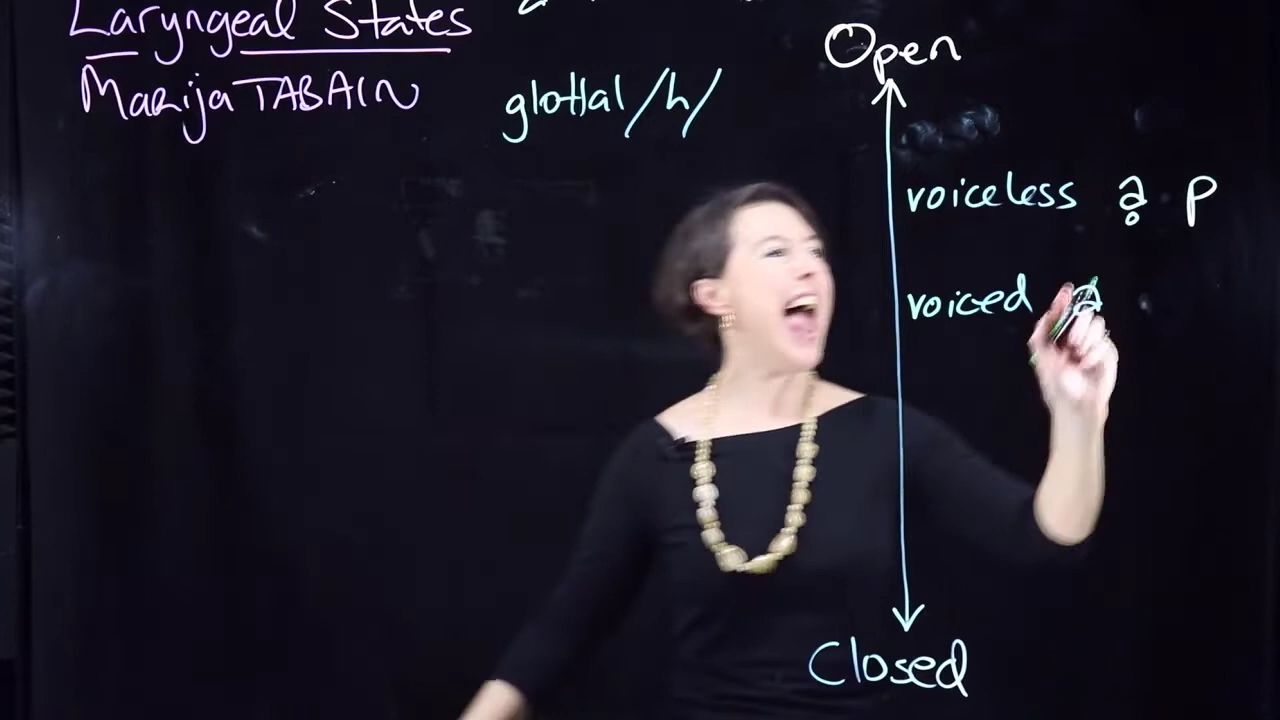 Laryngeal States
Marija TABAIN
glottal /h/
Open
voiceless ḁ p
voiced a
Closed